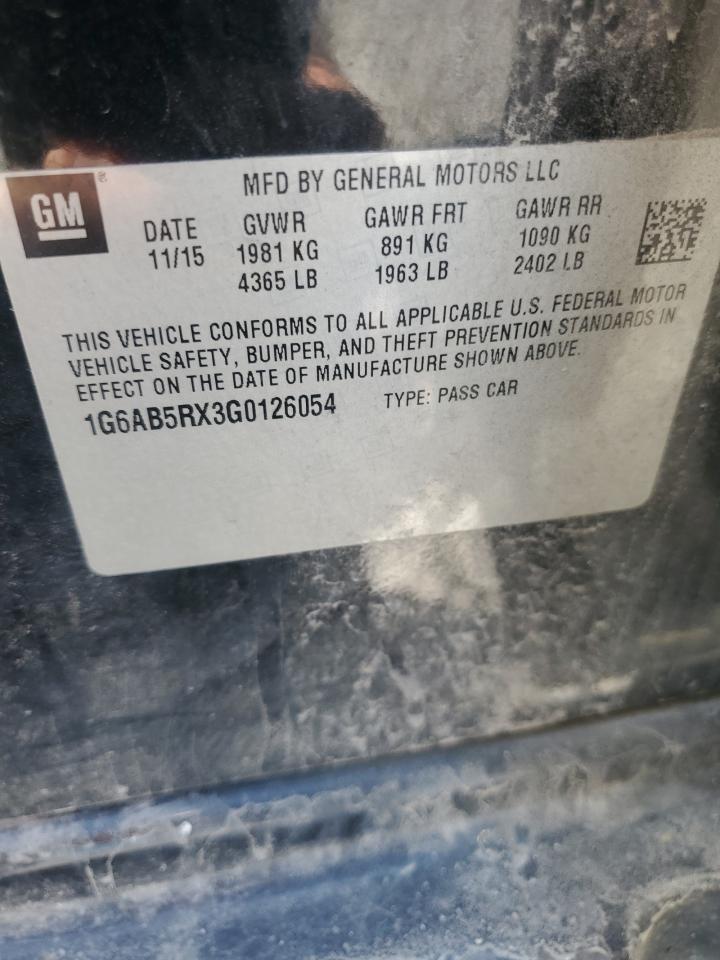 GM ®
MFD BY GENERAL MOTORS LLC
DATE GVWR GAWR FRT GAWR RR
11/15 1981 KG 891 KG 1090 KG
4365 LB 1963 LB 2402 LB
THIS VEHICLE CONFORMS TO ALL APPLICABLE U.S. FEDERAL MOTOR
VEHICLE SAFETY, BUMPER, AND THEFT PREVENTION STANDARDS IN
EFFECT ON THE DATE OF MANUFACTURE SHOWN ABOVE.
1G6AB5RX3G0126054 TYPE: PASS CAR